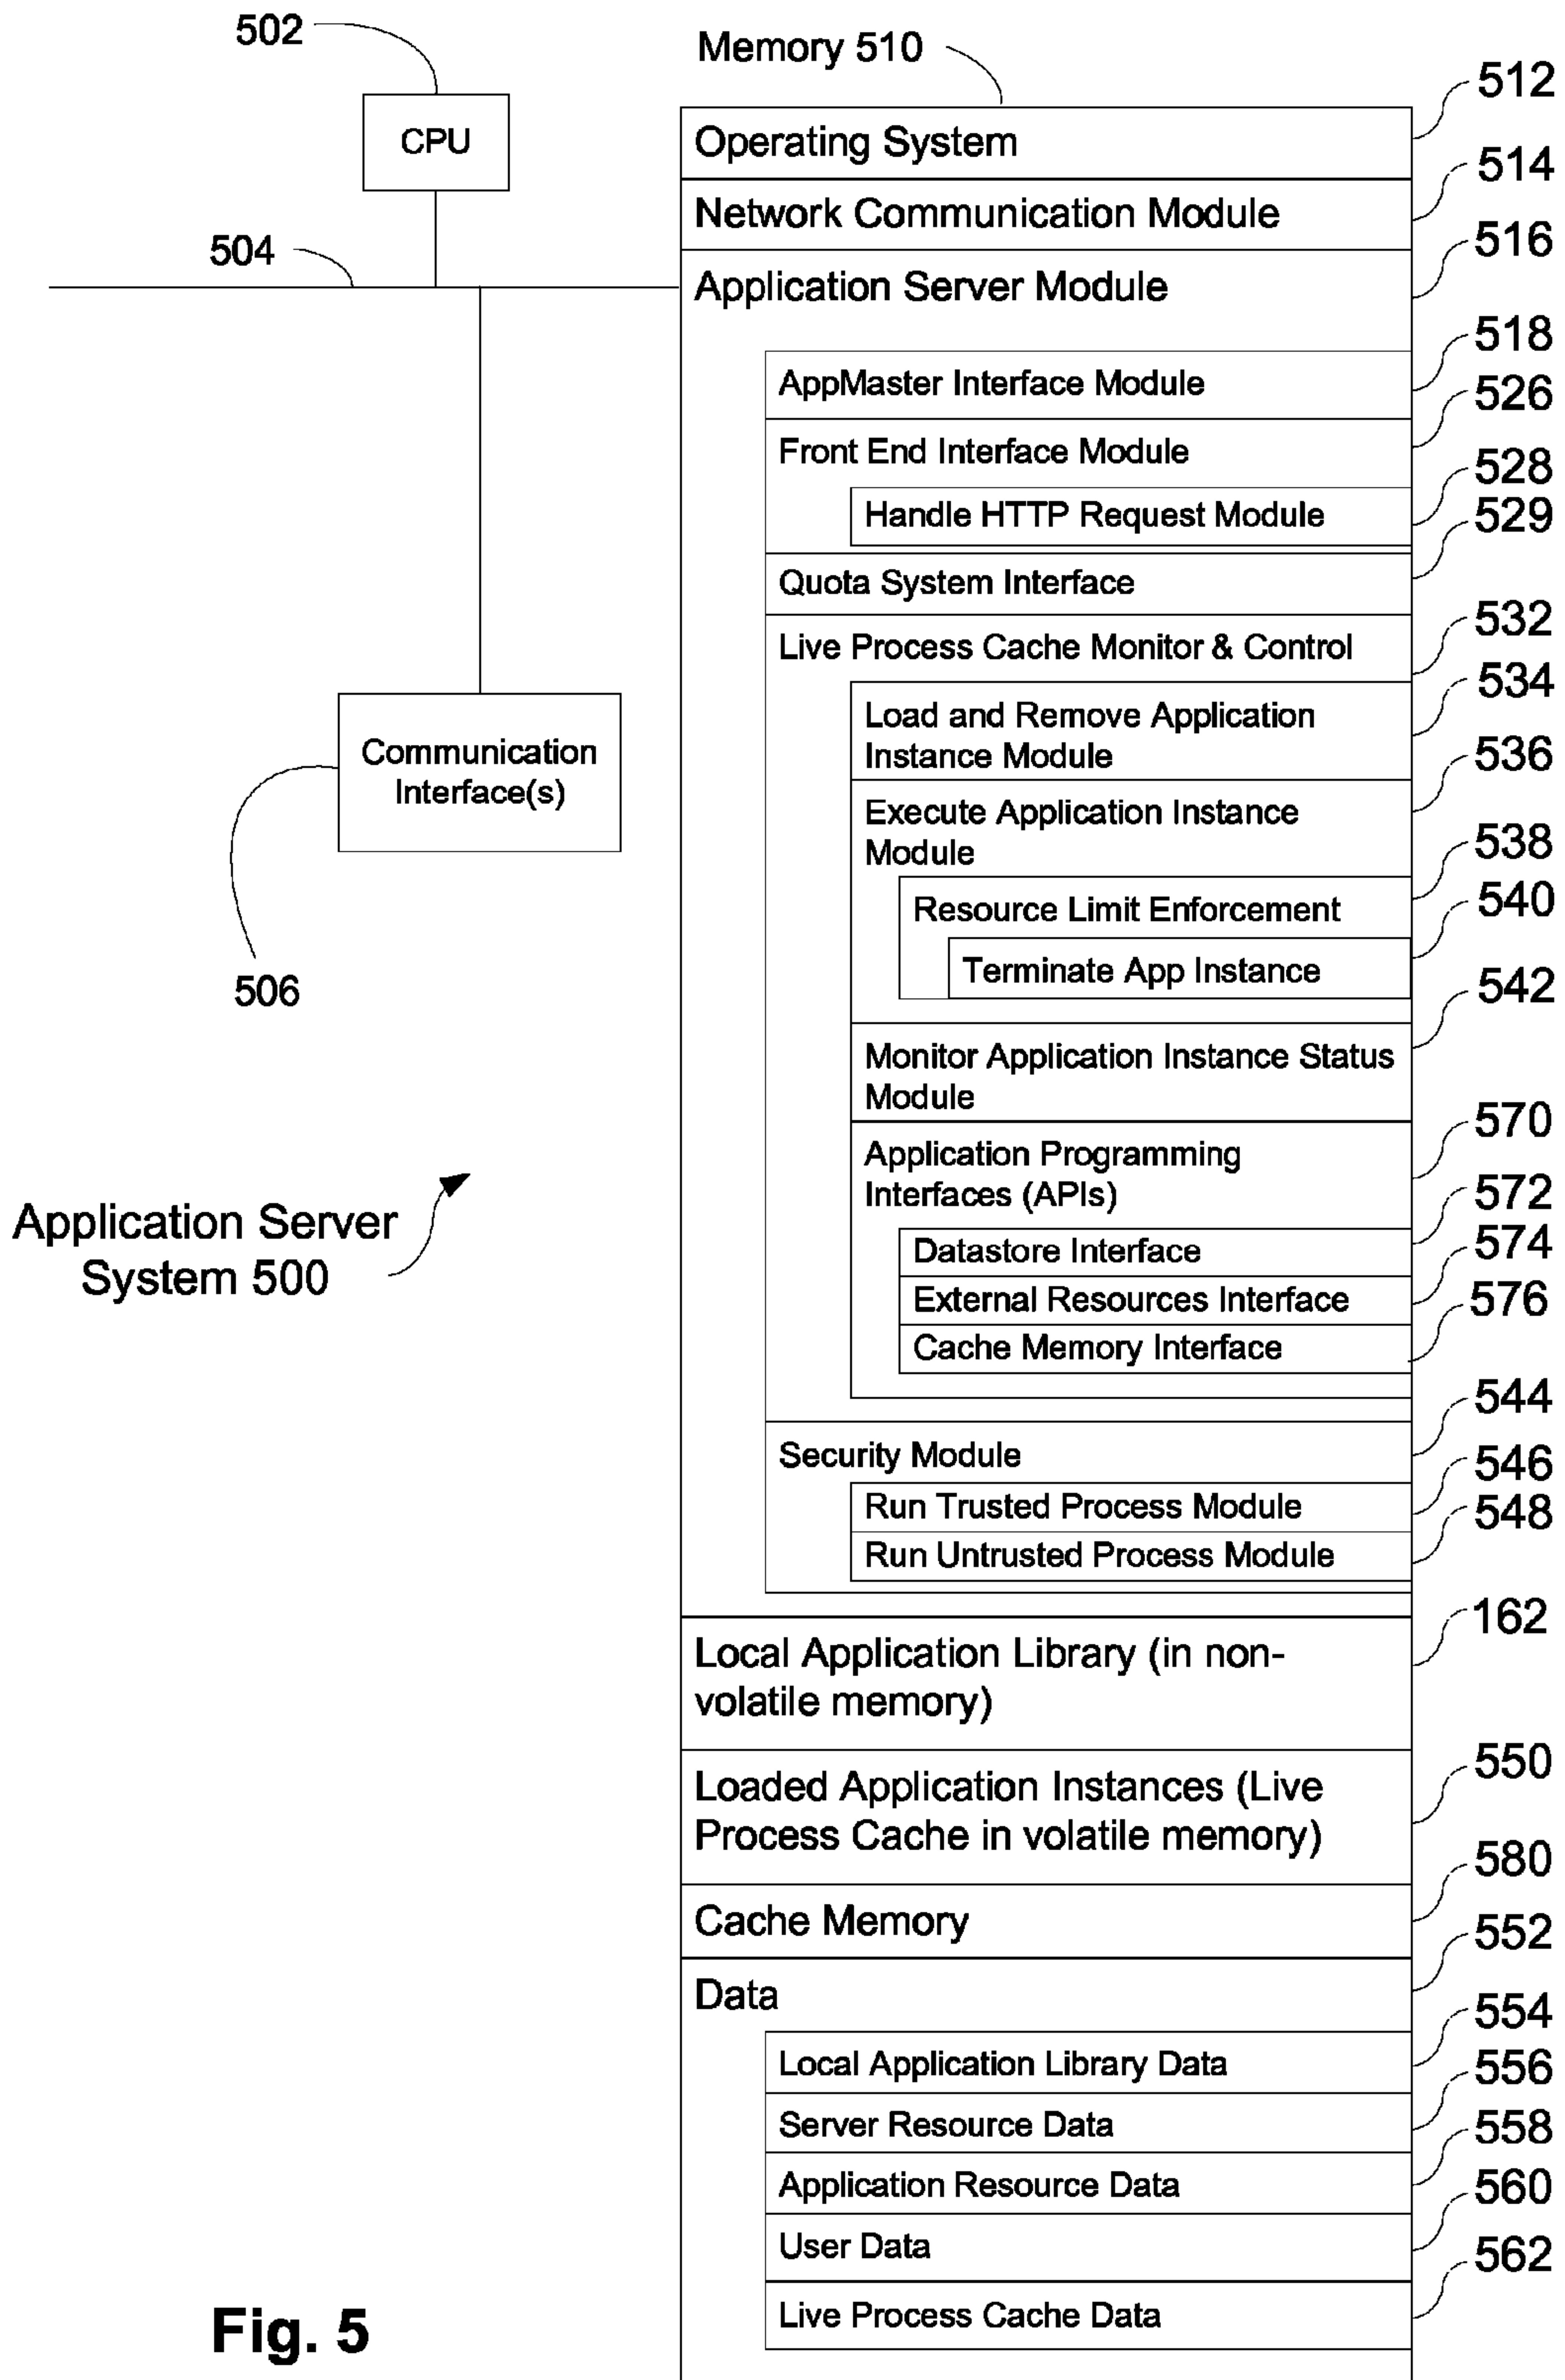 502
Memory 510
512
CPU
Operating System
514
Network Communication Module
504
516
Application Server Module
518
AppMaster Interface Module
526
Front End Interface Module
528
Handle HTTP Request Module
529
Quota System Interface
532
Live Process Cache Monitor & Control
534
Load and Remove Application
Instance Module
536
Communication
Interface(s)
Execute Application Instance
Module
538
Resource Limit Enforcement
540
Terminate App Instance
506
542
Monitor Application Instance Status
Module
570
Application Programming
Interfaces (APIs)
572
Application Server
System 500
Datastore Interface
574
External Resources Interface
576
Cache Memory Interface
544
Security Module
546
Run Trusted Process Module
548
Run Untrusted Process Module
162
Local Application Library (in non-
volatile memory)
550
Loaded Application Instances (Live
Process Cache in volatile memory)
580
Cache Memory
552
Data
554
Local Application Library Data
556
Server Resource Data
558
Application Resource Data
560
User Data
562
Live Process Cache Data
Fig. 5